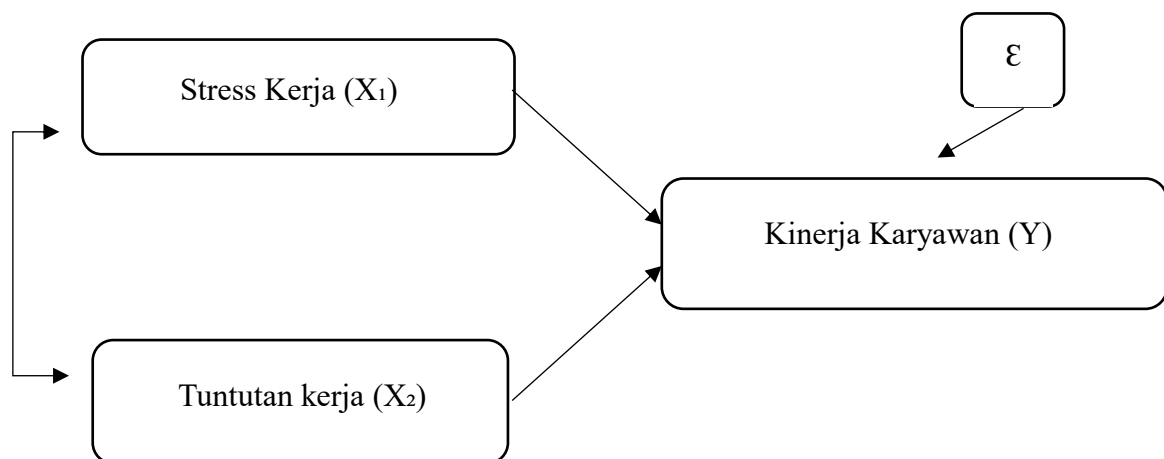 ε
Stress Kerja (X₁)
Kinerja Karyawan (Y)
Tuntutan kerja (X₂)